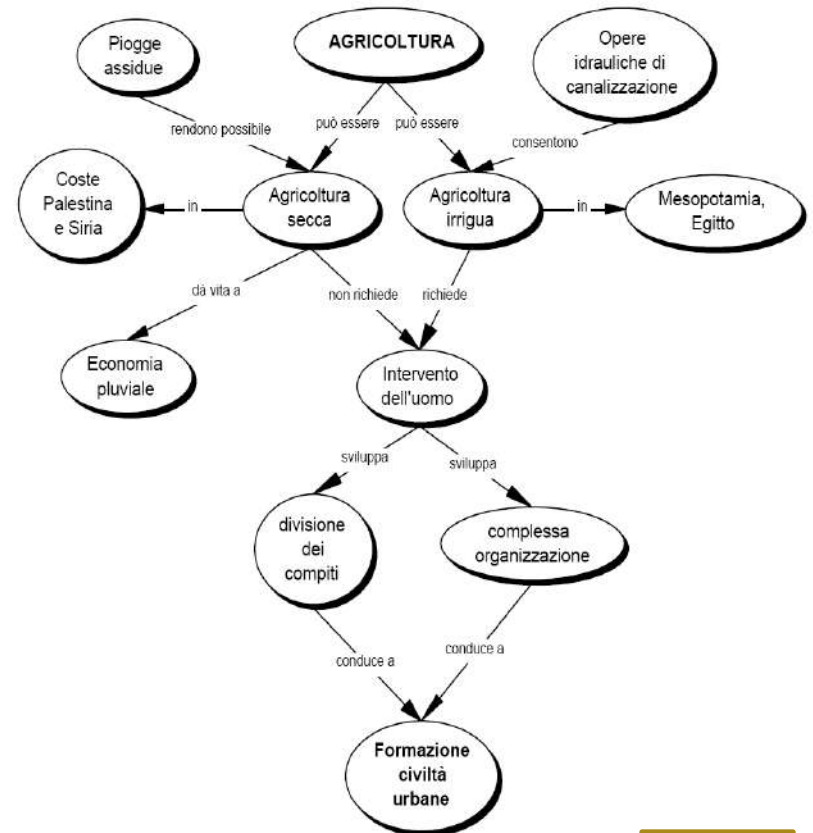 Piogge
assidue
AGRICOLTURA
Opere
idrauliche di
canalizzazione
rendono possibile
può essere
può essere
consentono
Coste
Palestina
e Siria
in
Agricoltura
secca
Agricoltura
irrigua
in
Mesopotamia,
Egitto
dà vita a
non richiede
richiede
Economia
pluviale
Intervento
dell'uomo
sviluppa
sviluppa
divisione
dei
compiti
complessa
organizzazione
conduce a
conduce a
Formazione
civiltà
urbane